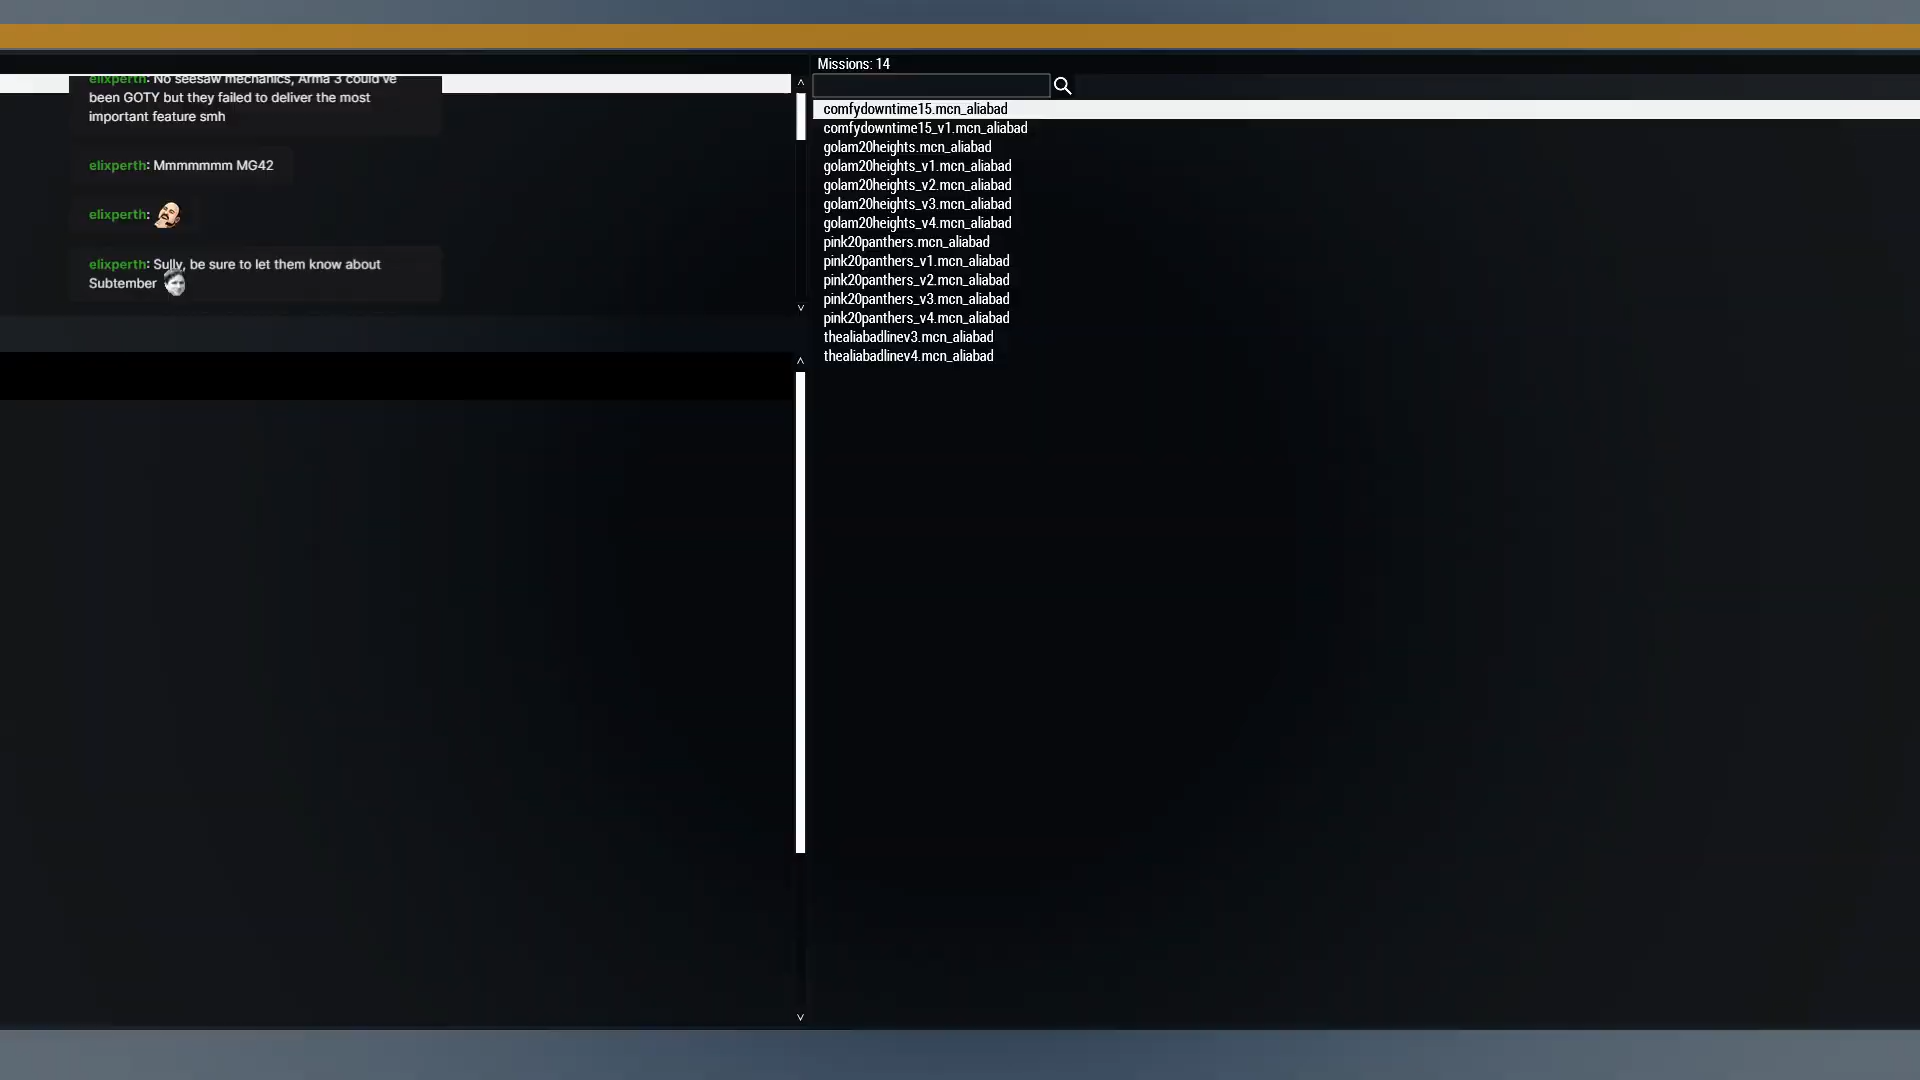 elixperth: No seesaw mechanics, Arma 3 could've
been GOTY but they failed to deliver the most
important feature smh
elixperth: Mmmmmmm MG42
elixperth:
elixperth: Sully, be sure to let them know about
Subtember
Missions: 14
comfydowntime15.mcn_aliabad
comfydowntime15_v1.mcn_aliabad
golam20heights.mcn_aliabad
golam20heights_v1.mcn_aliabad
golam20heights_v2.mcn_aliabad
golam20heights_v3.mcn_aliabad
golam20heights_v4.mcn_aliabad
pink20panthers.mcn_aliabad
pink20panthers_v1.mcn_aliabad
pink20panthers_v2.mcn_aliabad
pink20panthers_v3.mcn_aliabad
pink20panthers_v4.mcn_aliabad
thealiabadlinev3.mcn_aliabad
thealiabadlinev4.mcn_aliabad